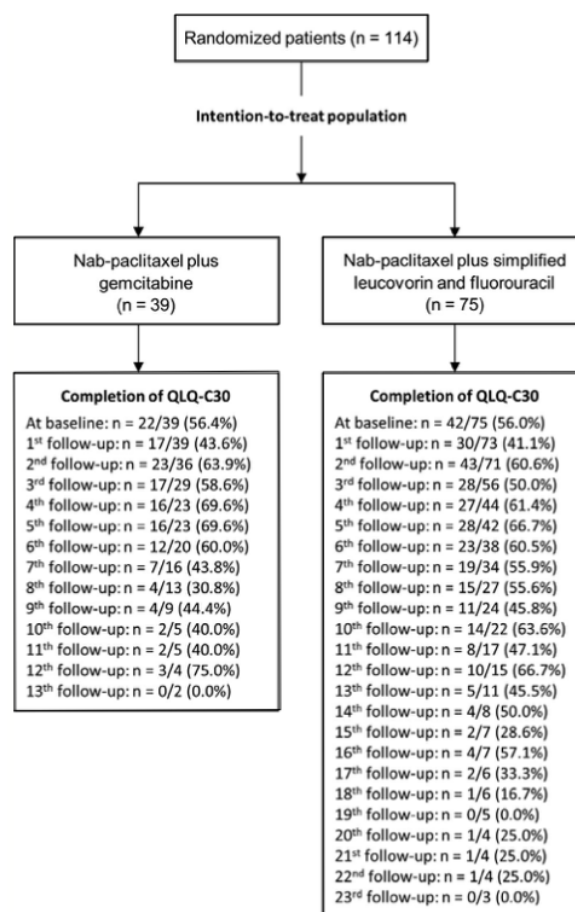 Randomized patients (n = 114)
Intention-to-treat population
Nab-paclitaxel plus
gemcitabine
(n = 39)
Nab-paclitaxel plus simplified
leucovorin and fluorouracil
(n = 75)
Completion of QLQ-C30
At baseline: n = 22/39 (56.4%)
1st follow-up: n = 17/39 (43.6%)
2nd follow-up: n = 23/36 (63.9%)
3rd follow-up: n = 17/29 (58.6%)
4th follow-up: n = 16/23 (69.6%)
5th follow-up: n = 16/23 (69.6%)
6th follow-up: n = 12/20 (60.0%)
7th follow-up: n = 7/16 (43.8%)
8th follow-up: n = 4/13 (30.8%)
9th follow-up: n = 4/9 (44.4%)
10th follow-up: n = 2/5 (40.0%)
11th follow-up: n = 2/5 (40.0%)
12th follow-up: n = 3/4 (75.0%)
13th follow-up: n = 0/2 (0.0%)
Completion of QLQ-C30
At baseline: n = 42/75 (56.0%)
1st follow-up: n = 30/73 (41.1%)
2nd follow-up: n = 43/71 (60.6%)
3rd follow-up: n = 28/56 (50.0%)
4th follow-up: n = 27/44 (61.4%)
5th follow-up: n = 28/42 (66.7%)
6th follow-up: n = 23/38 (60.5%)
7th follow-up: n = 19/34 (55.9%)
8th follow-up: n = 15/27 (55.6%)
9th follow-up: n = 11/24 (45.8%)
10th follow-up: n = 14/22 (63.6%)
11th follow-up: n = 8/17 (47.1%)
12th follow-up: n = 10/15 (66.7%)
13th follow-up: n = 5/11 (45.5%)
14th follow-up: n = 4/8 (50.0%)
15th follow-up: n = 2/7 (28.6%)
16th follow-up: n = 4/7 (57.1%)
17th follow-up: n = 2/6 (33.3%)
18th follow-up: n = 1/6 (16.7%)
19th follow-up: n = 0/5 (0.0%)
20th follow-up: n = 1/4 (25.0%)
21st follow-up: n = 1/4 (25.0%)
22nd follow-up: n = 1/4 (25.0%)
23rd follow-up: n = 0/3 (0.0%)